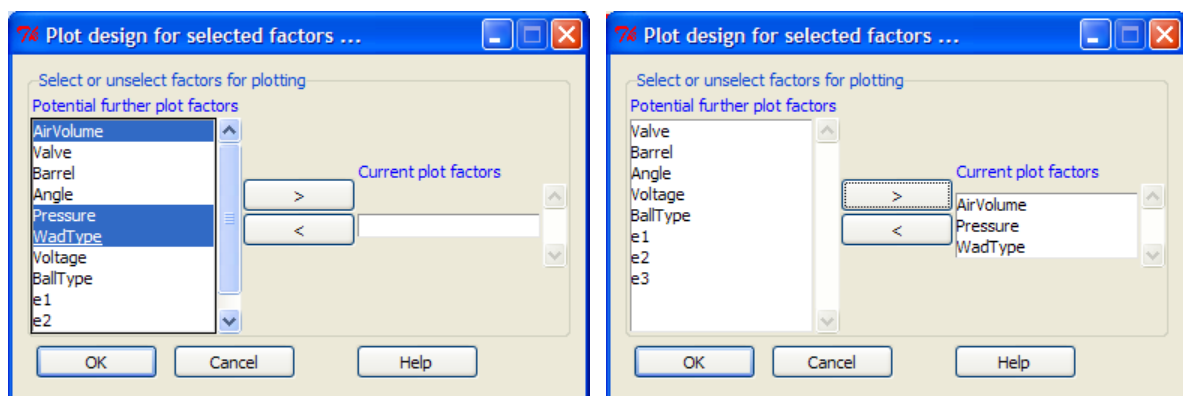 Plot design for selected factors ...
Select or unselect factors for plotting
Potential further plot factors
AirVolume
Valve
Barrel
Angle
Pressure
WadType
Voltage
BallType
e1
e2
>
<
Current plot factors
OK
Cancel
Help
Plot design for selected factors ...
Select or unselect factors for plotting
Potential further plot factors
Valve
Barrel
Angle
Voltage
BallType
e1
e2
e3
>
<
Current plot factors
AirVolume
Pressure
WadType
OK
Cancel
Help